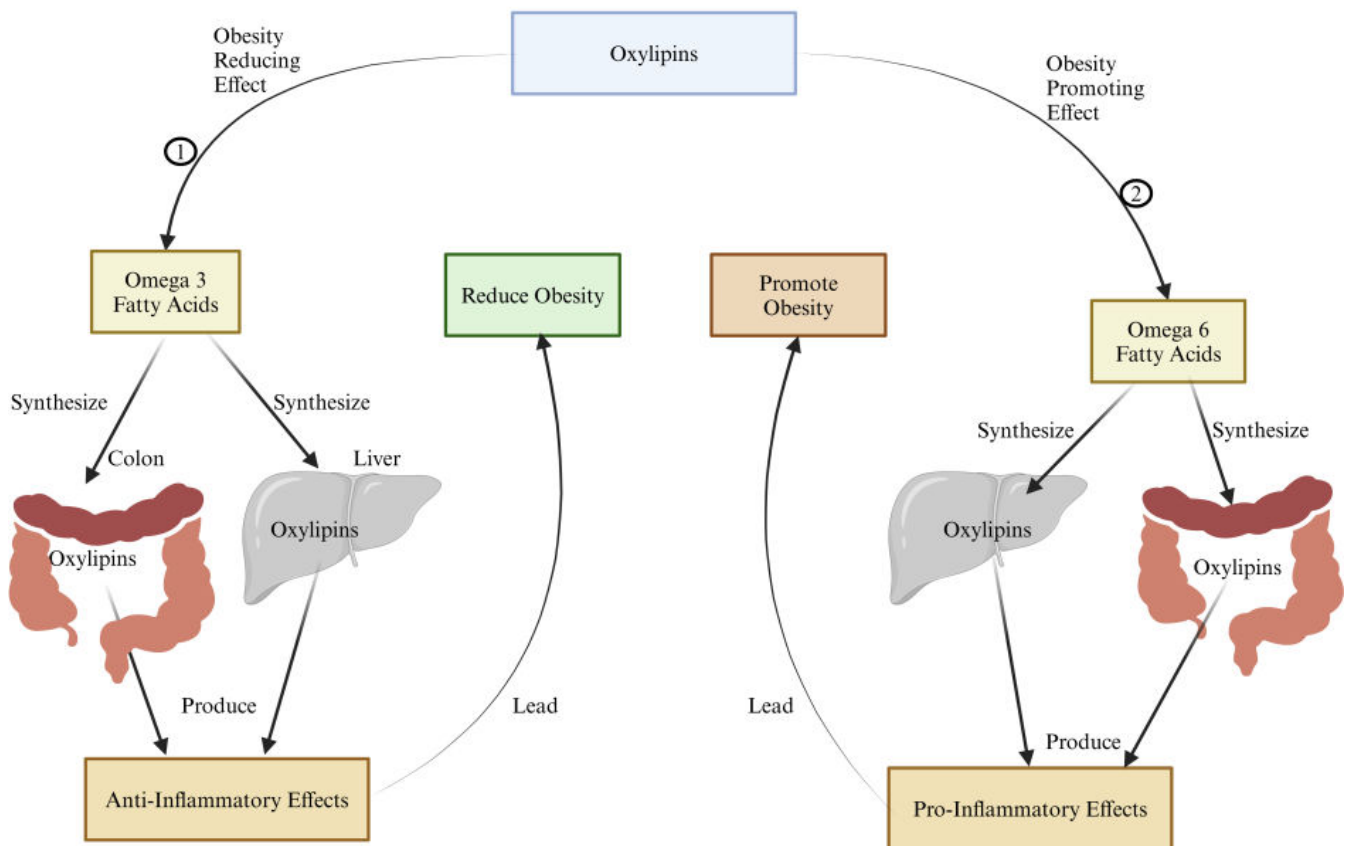 Oxylipins
Obesity
Reducing
Effect
Obesity
Promoting
Effect
1
2
Omega 3
Fatty Acids
Reduce Obesity
Promote
Obesity
Omega 6
Fatty Acids
Synthesize
Synthesize
Synthesize
Synthesize
Colon
Liver
Oxylipins
Oxylipins
Oxylipins
Oxylipins
Produce
Lead
Lead
Produce
Anti-Inflammatory Effects
Pro-Inflammatory Effects